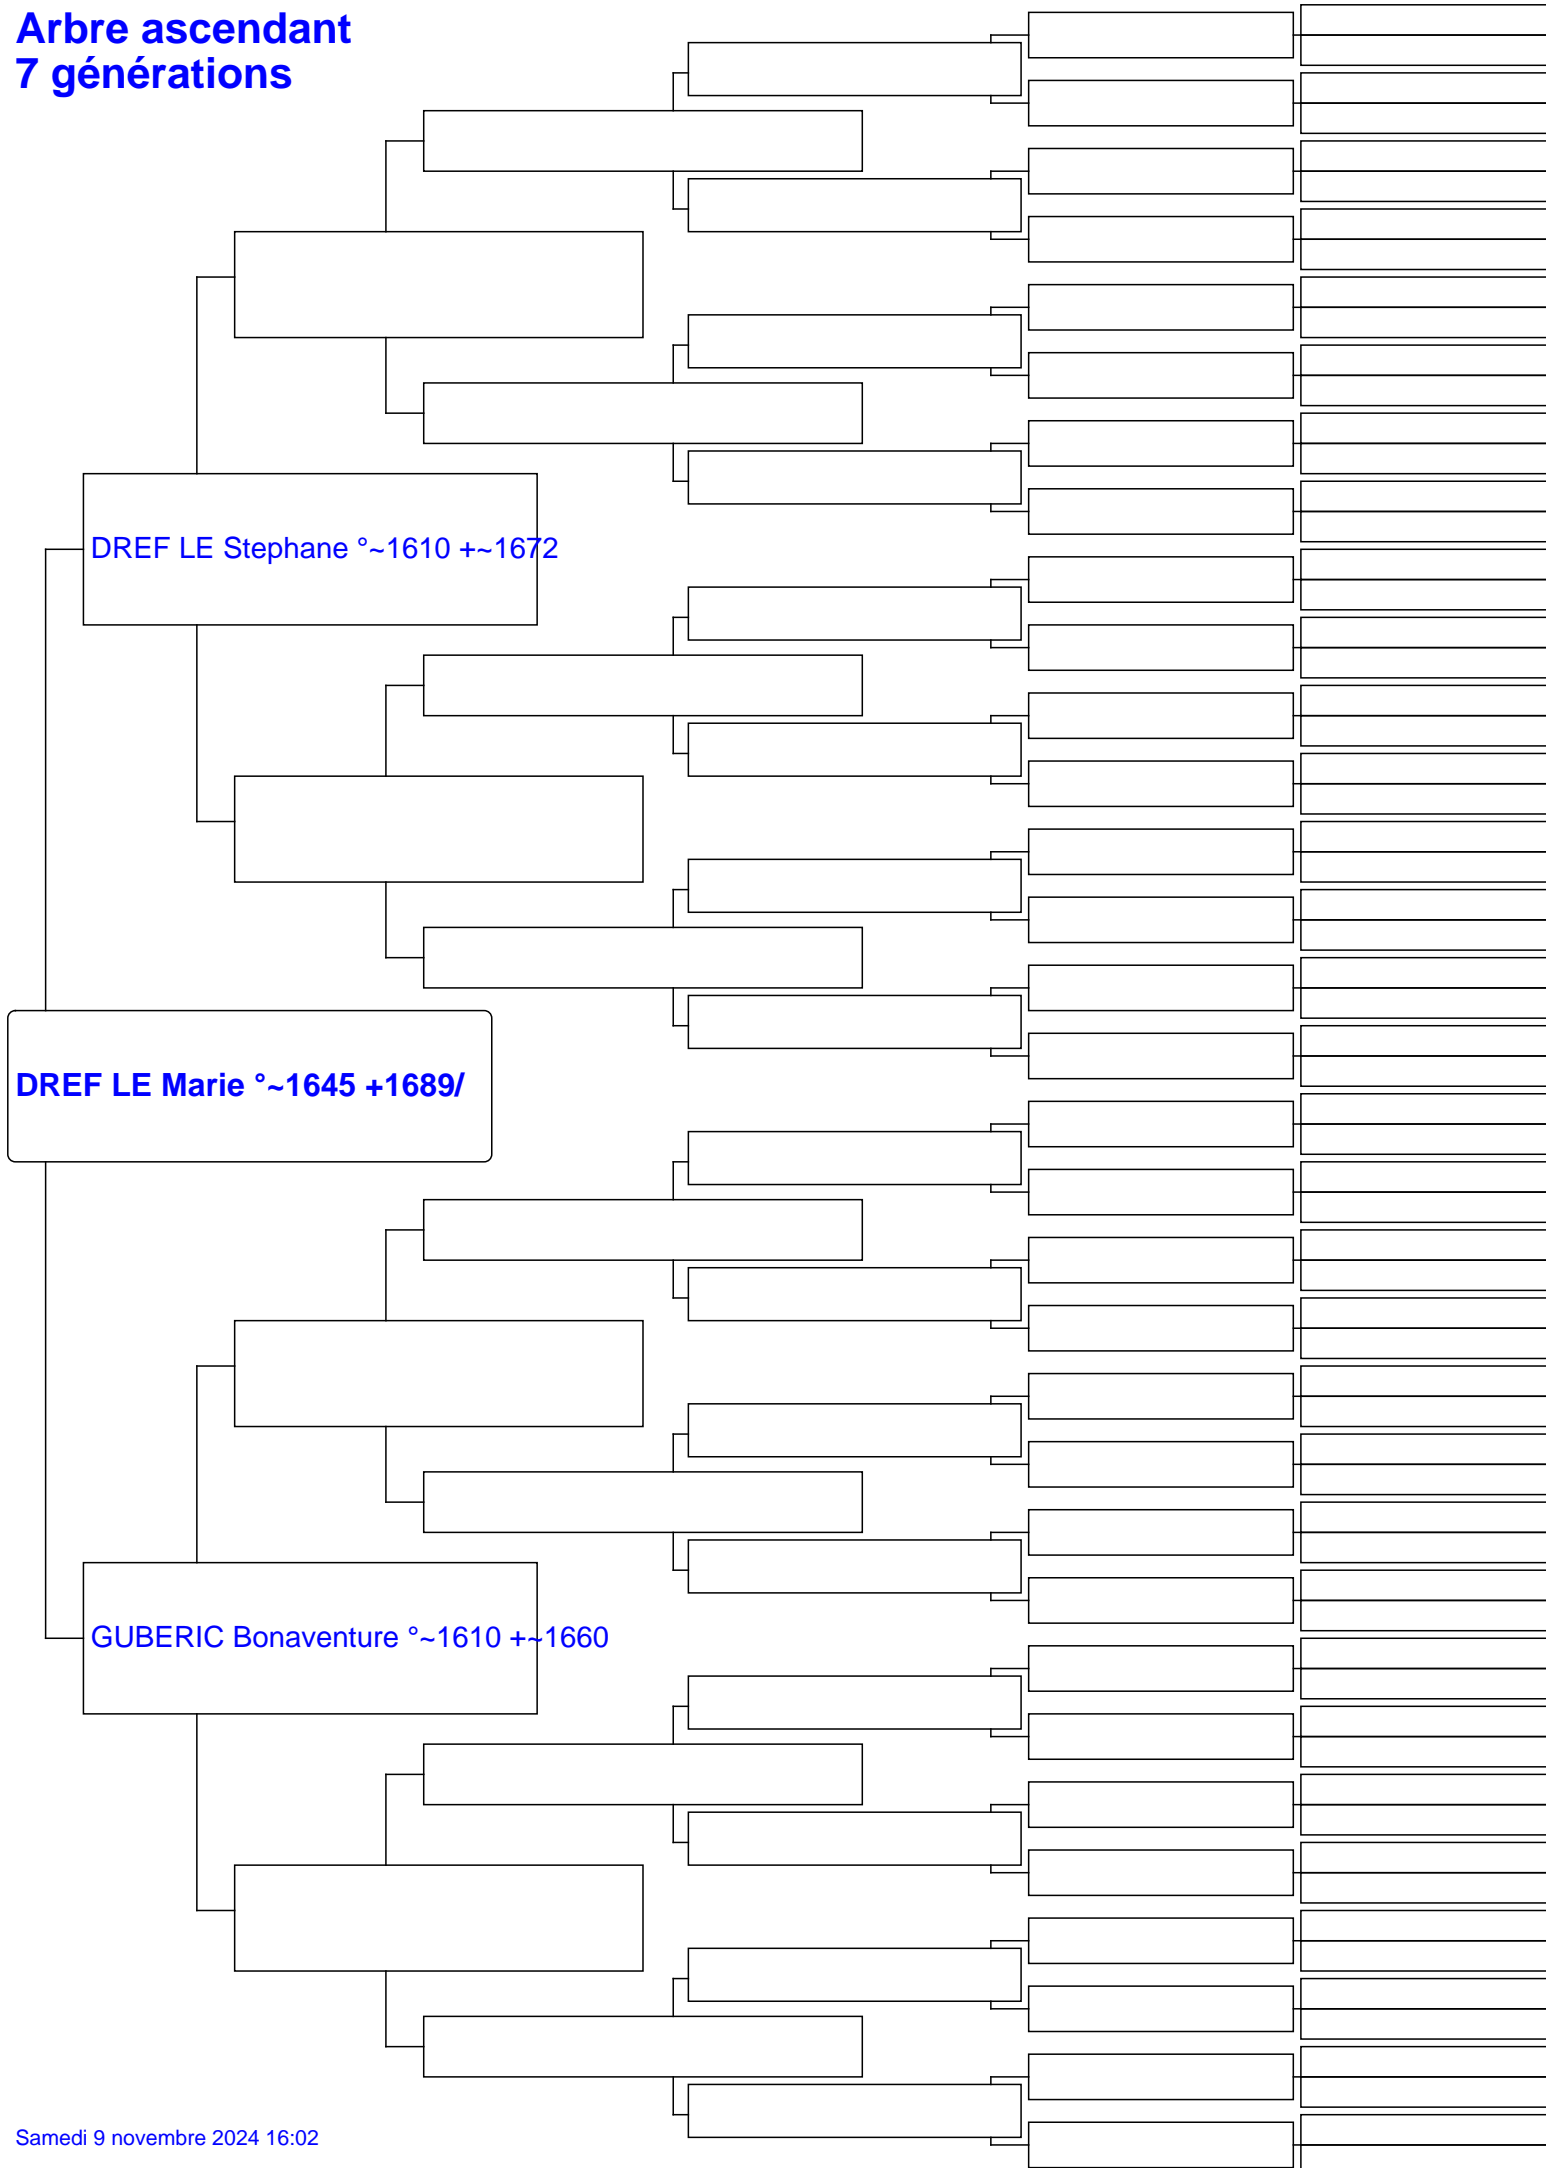 Arbre ascendant
7 générations
DREF LE Stephane °~1610 +~1672
DREF LE Marie °~1645 +1689/
GUBERIC Bonaventure °~1610 +~1660
Samedi 9 novembre 2024 16:02